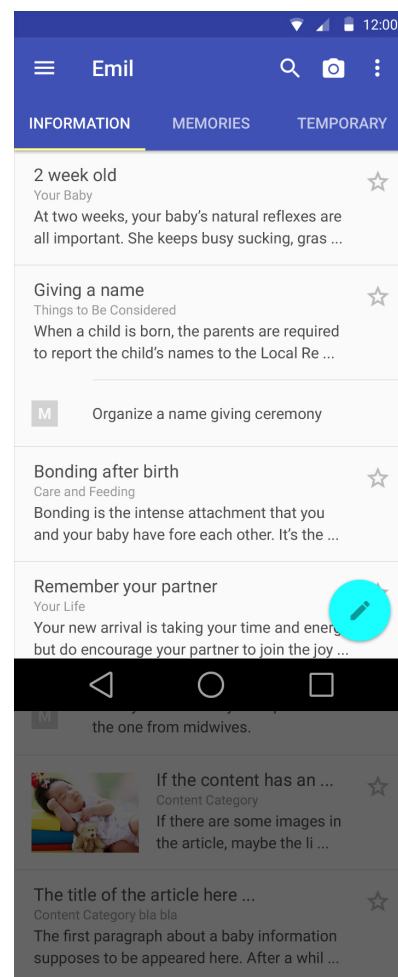 12:00
Emil
INFORMATION MEMORIES TEMPORARY
2 week old
Your Baby
At two weeks, your baby's natural reflexes are
all important. She keeps busy sucking, gras ...
Giving a name
Things to Be Considered
When a child is born, the parents are required
to report the child's names to the Local Re ...
M Organize a name giving ceremony
Bonding after birth
Care and Feeding
Bonding is the intense attachment that you
and your baby have fore each other. It's the ...
Remember your partner
Your Life
Your new arrival is taking your time and energ
but do encourage your partner to join the joy ...
M
the one from midwives.
If the content has an ...
Content Category
If there are some images in
the article, maybe the li ...
The title of the article here ...
Content Category bla bla
The first paragraph about a baby information
supposes to be appeared here. After a whil ...